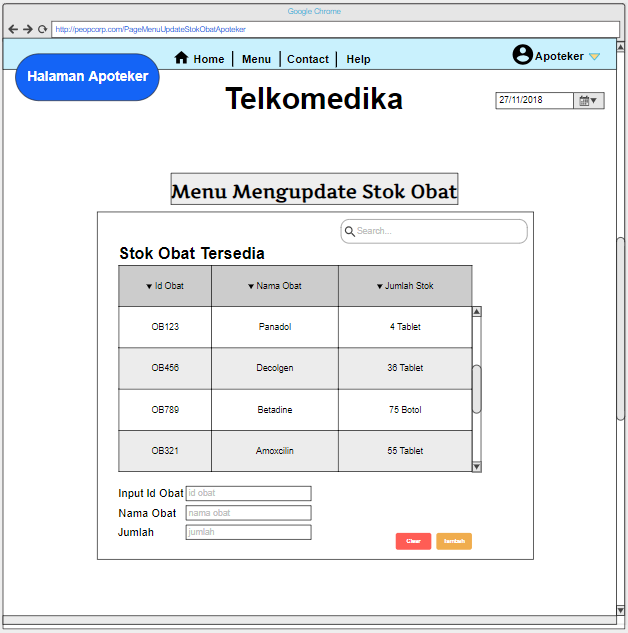 Google Chrome
http://peopcorp.com/PageMenuUpdateStokObatApoteker
Home | Menu | Contact | Help
Apoteker
Halaman Apoteker
Telkomedika
27/11/2018
Menu Mengupdate Stok Obat
Search...
Stok Obat Tersedia
▼ Id Obat ▼ Nama Obat ▼ Jumlah Stok
OB123 Panadol 4 Tablet
OB456 Decolgen 36 Tablet
OB789 Betadine 75 Botol
OB321 Amoxcilin 55 Tablet
Input Id Obat id obat
Nama Obat nama obat
Jumlah jumlah
Clear Tambah